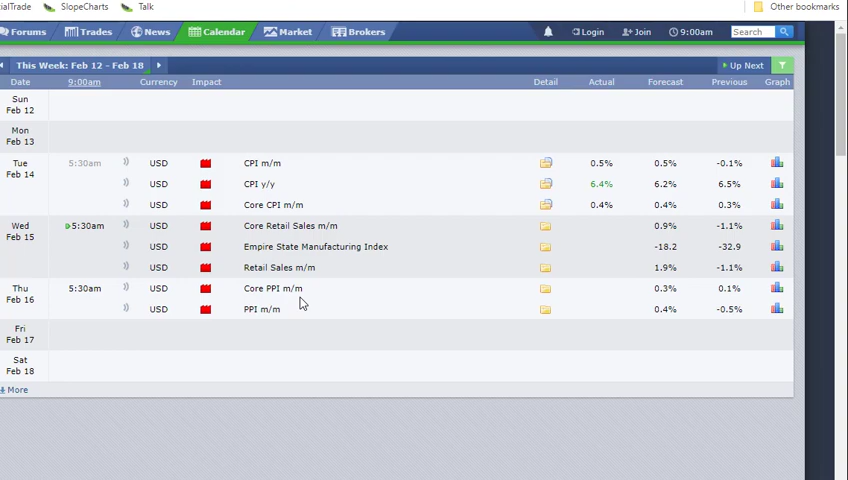 cialTrade SlopeCharts Talk Other bookmarks
Forums Trades News Calendar Market Brokers Login Join 9:00am Search
This Week: Feb 12 - Feb 18 Up Next
Date 9:00am Currency Impact Detail Actual Forecast Previous Graph
Sun
Feb 12
Mon
Feb 13
Tue
Feb 14
5:30am USD CPI m/m 0.5% 0.5% -0.1%
USD CPI y/y 6.4% 6.2% 6.5%
USD Core CPI m/m 0.4% 0.4% 0.3%
Wed
Feb 15
5:30am USD Core Retail Sales m/m 0.9% -1.1%
USD Empire State Manufacturing Index -18.2 -32.9
USD Retail Sales m/m 1.9% -1.1%
Thu
Feb 16
5:30am USD Core PPI m/m 0.3% 0.1%
USD PPI m/m 0.4% -0.5%
Fri
Feb 17
Sat
Feb 18
More